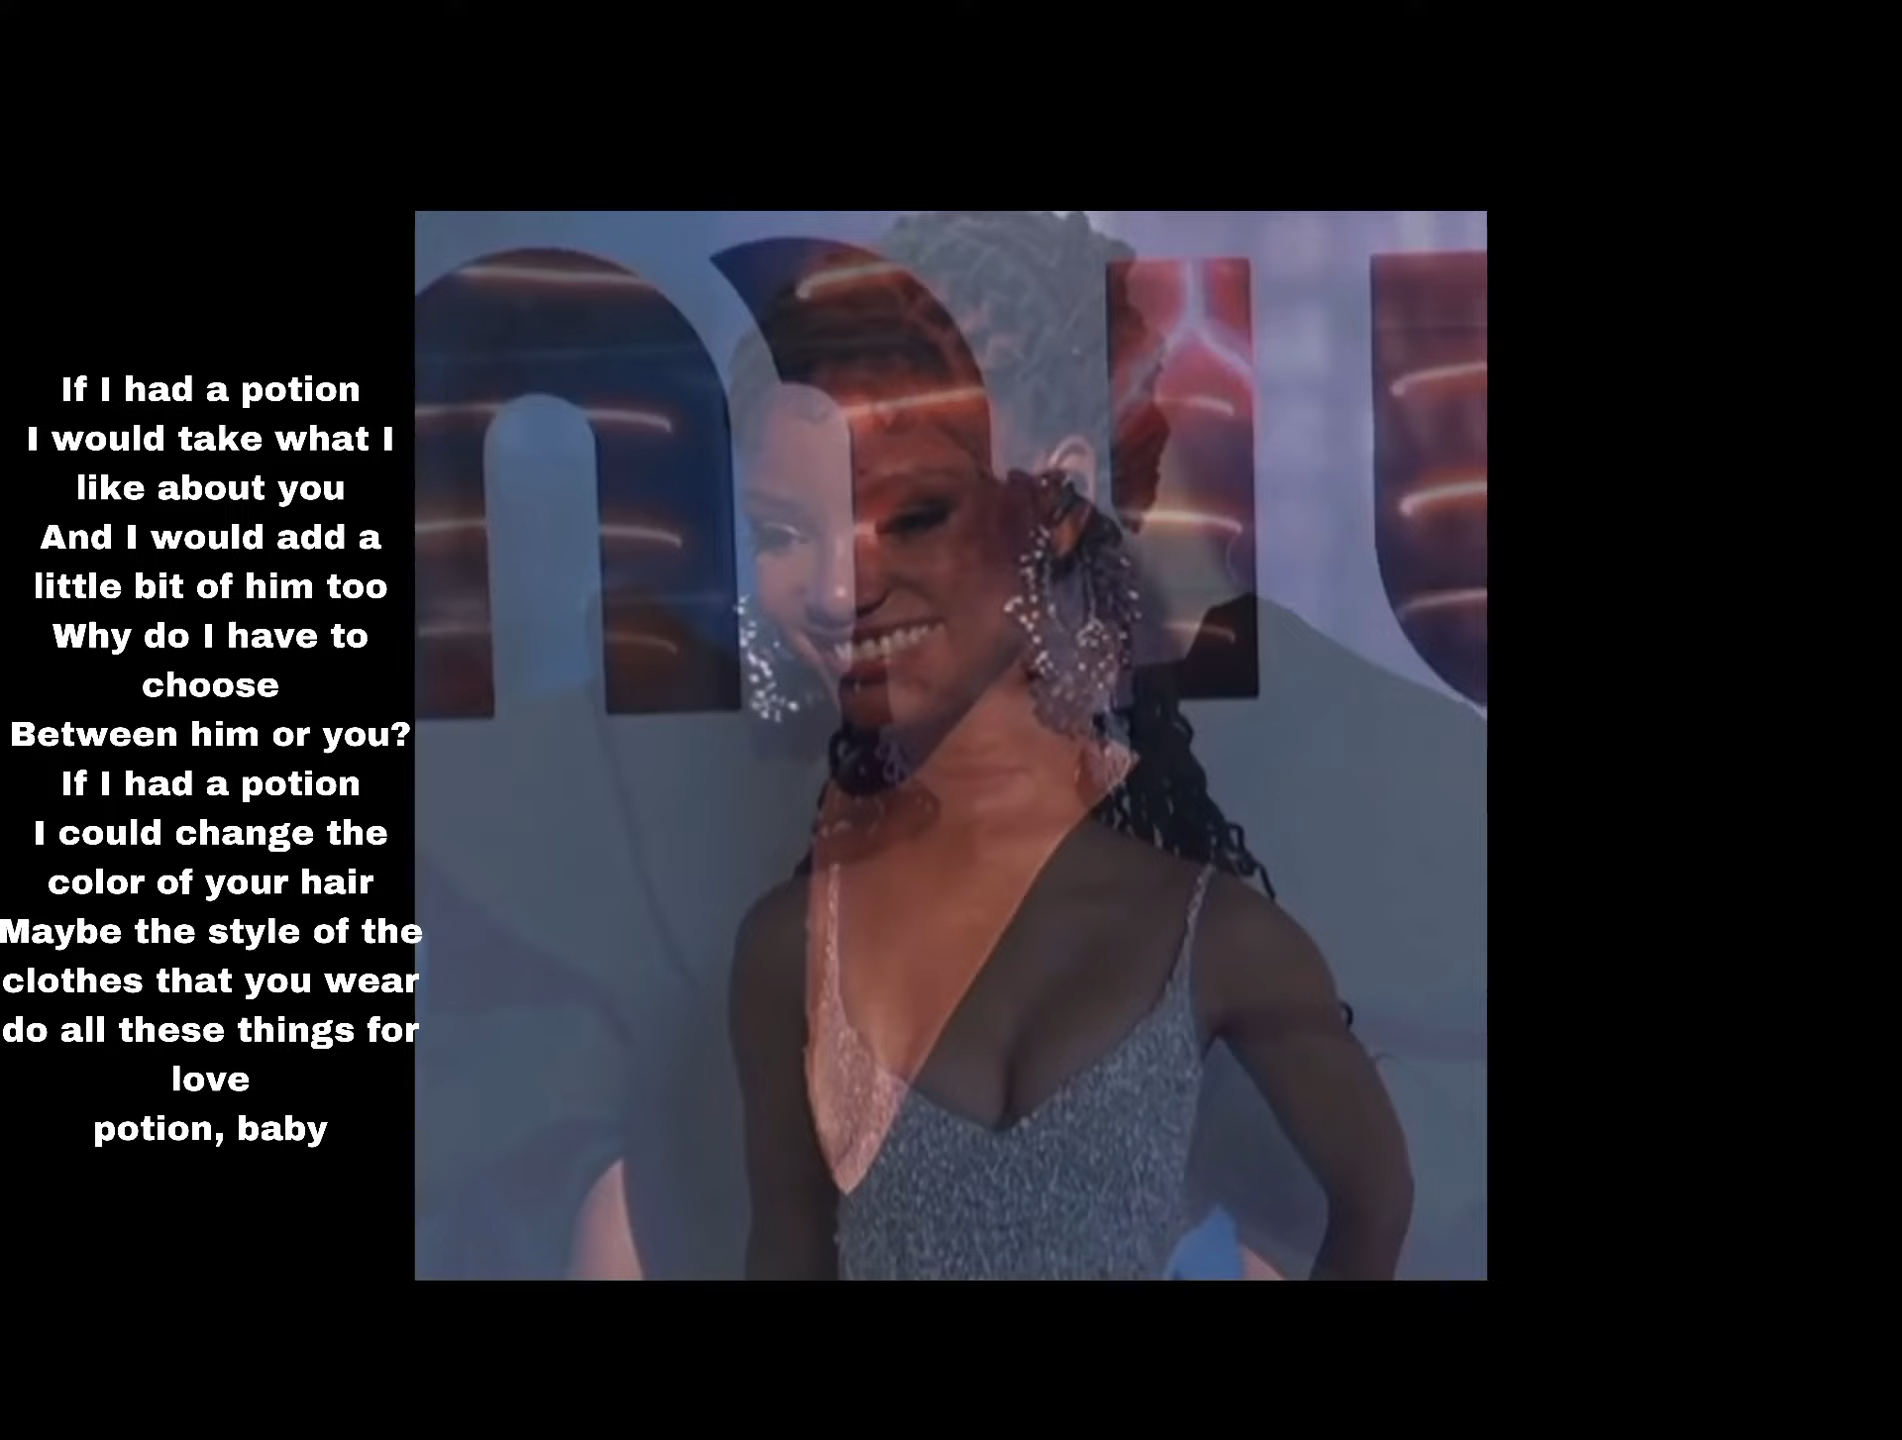 If I had a potion
I would take what I
like about you
And I would add a
little bit of him too
Why do I have to
choose
Between him or you?
If I had a potion
I could change the
color of your hair
Maybe the style of the
clothes that you wear
do all these things for
love
potion, baby